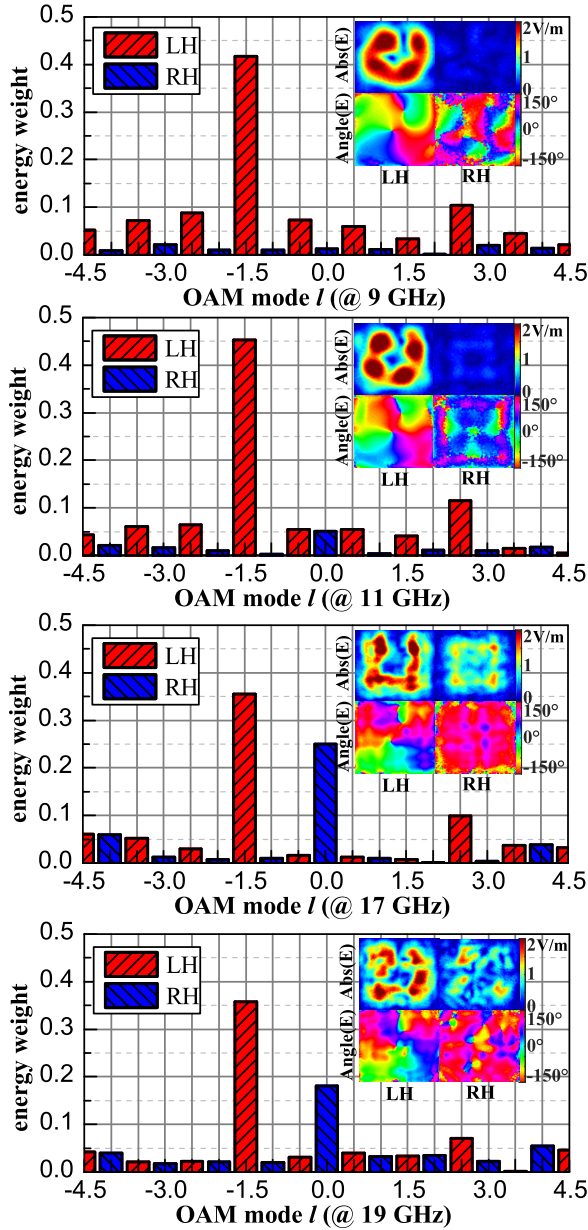 0.5
0.4
0.3
0.2
0.1
0.0
energy weight
LH
RH
Abs(E)
Angle(E)
2V/m
1
0
150°
0°
-150°
LH
RH
-4.5 -3.0 -1.5 0.0 1.5 3.0 4.5
OAM mode l (@ 9 GHz)
0.5
0.4
0.3
0.2
0.1
0.0
energy weight
LH
RH
Abs(E)
Angle(E)
2V/m
1
0
150°
0°
-150°
LH
RH
-4.5 -3.0 -1.5 0.0 1.5 3.0 4.5
OAM mode l (@ 11 GHz)
0.5
0.4
0.3
0.2
0.1
0.0
energy weight
LH
RH
Abs(E)
Angle(E)
2V/m
1
0
150°
0°
-150°
LH
RH
-4.5 -3.0 -1.5 0.0 1.5 3.0 4.5
OAM mode l (@ 17 GHz)
0.5
0.4
0.3
0.2
0.1
0.0
energy weight
LH
RH
Abs(E)
Angle(E)
2V/m
1
0
150°
0°
-150°
LH
RH
-4.5 -3.0 -1.5 0.0 1.5 3.0 4.5
OAM mode l (@ 19 GHz)